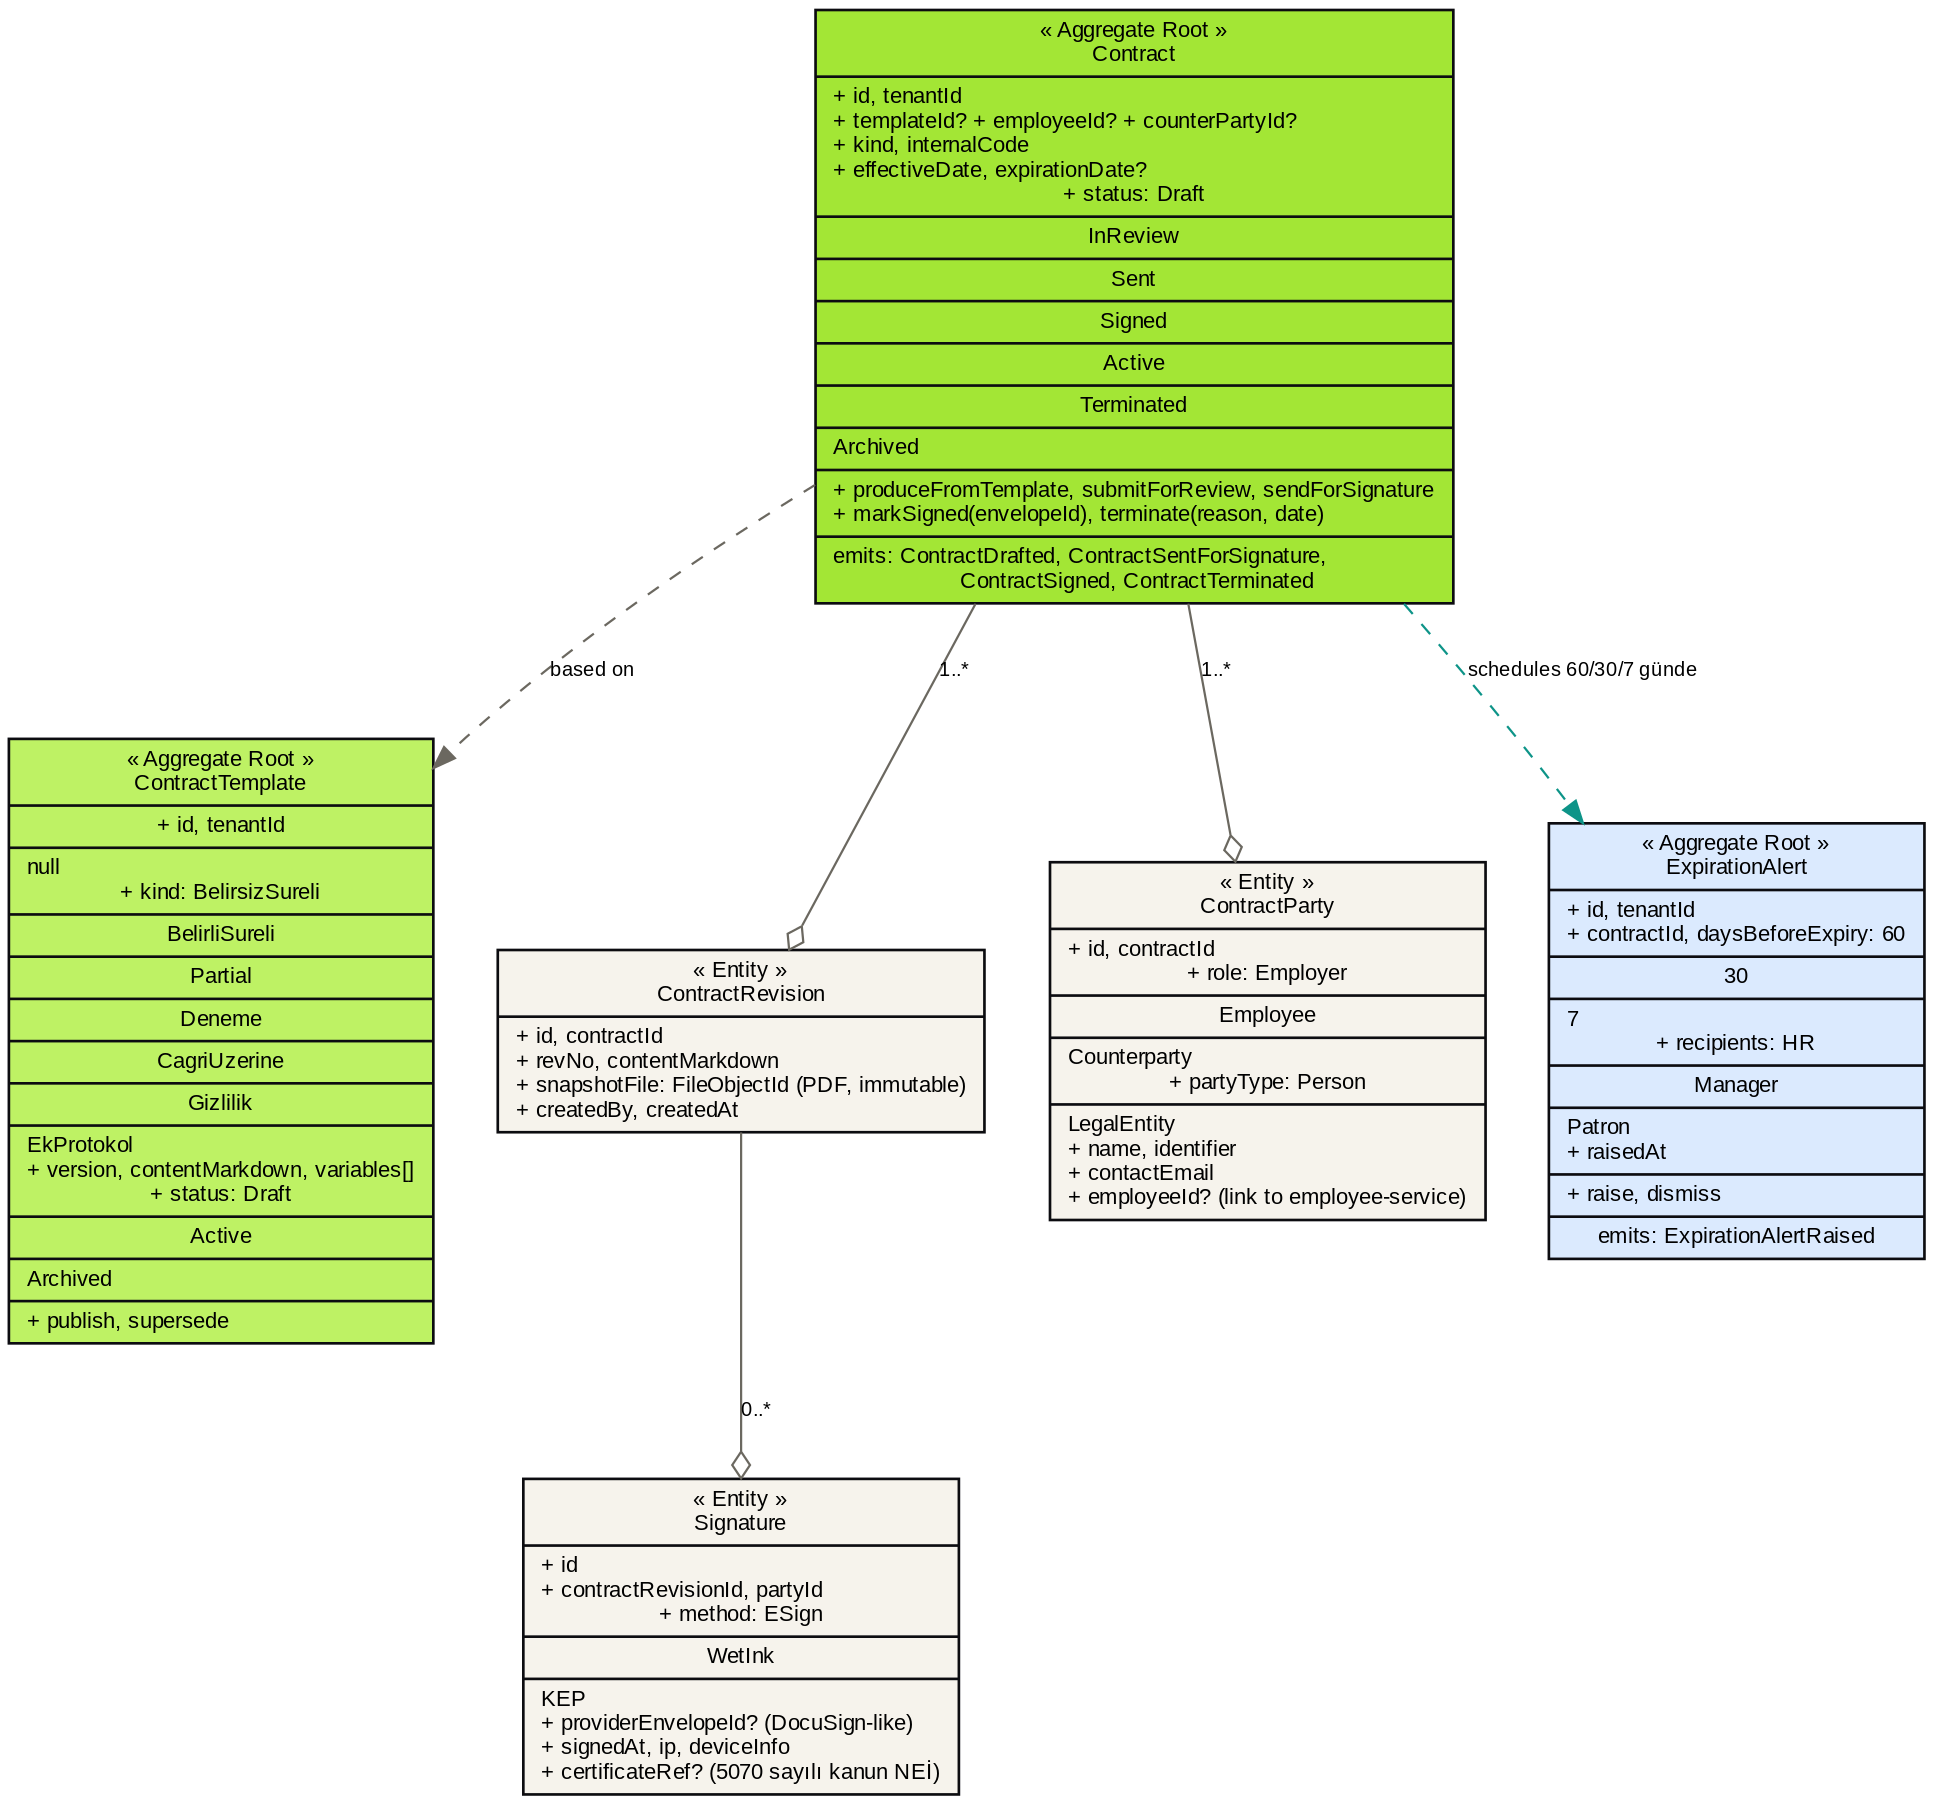 « Aggregate Root »
Contract
+ id, tenantId
+ templateId? + employeeId? + counterPartyId?
+ kind, internalCode
+ effectiveDate, expirationDate?
+ status: Draft
InReview
Sent
Signed
Active
Terminated
Archived
+ produceFromTemplate, submitForReview, sendForSignature
+ markSigned(envelopeId), terminate(reason, date)
emits: ContractDrafted, ContractSentForSignature,
ContractSigned, ContractTerminated
based on
1..*
1..*
schedules 60/30/7 günde
« Aggregate Root »
ContractTemplate
+ id, tenantId
null
+ kind: BelirsizSureli
BelirliSureli
Partial
Deneme
CagriUzerine
Gizlilik
EkProtokol
+ version, contentMarkdown, variables[]
+ status: Draft
Active
Archived
+ publish, supersede
« Entity »
ContractRevision
+ id, contractId
+ revNo, contentMarkdown
+ snapshotFile: FileObjectId (PDF, immutable)
+ createdBy, createdAt
« Entity »
ContractParty
+ id, contractId
+ role: Employer
Employee
Counterparty
+ partyType: Person
LegalEntity
+ name, identifier
+ contactEmail
+ employeeId? (link to employee-service)
« Aggregate Root »
ExpirationAlert
+ id, tenantId
+ contractId, daysBeforeExpiry: 60
30
7
+ recipients: HR
Manager
Patron
+ raisedAt
+ raise, dismiss
emits: ExpirationAlertRaised
0..*
« Entity »
Signature
+ id
+ contractRevisionId, partyId
+ method: ESign
WetInk
KEP
+ providerEnvelopeId? (DocuSign-like)
+ signedAt, ip, deviceInfo
+ certificateRef? (5070 sayılı kanun NEİ)